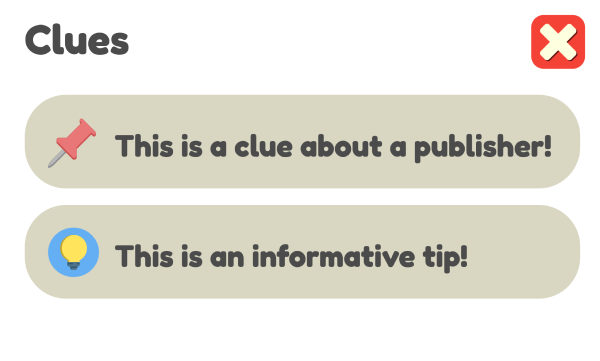 Clues
This is a clue about a publisher!
This is an informative tip!